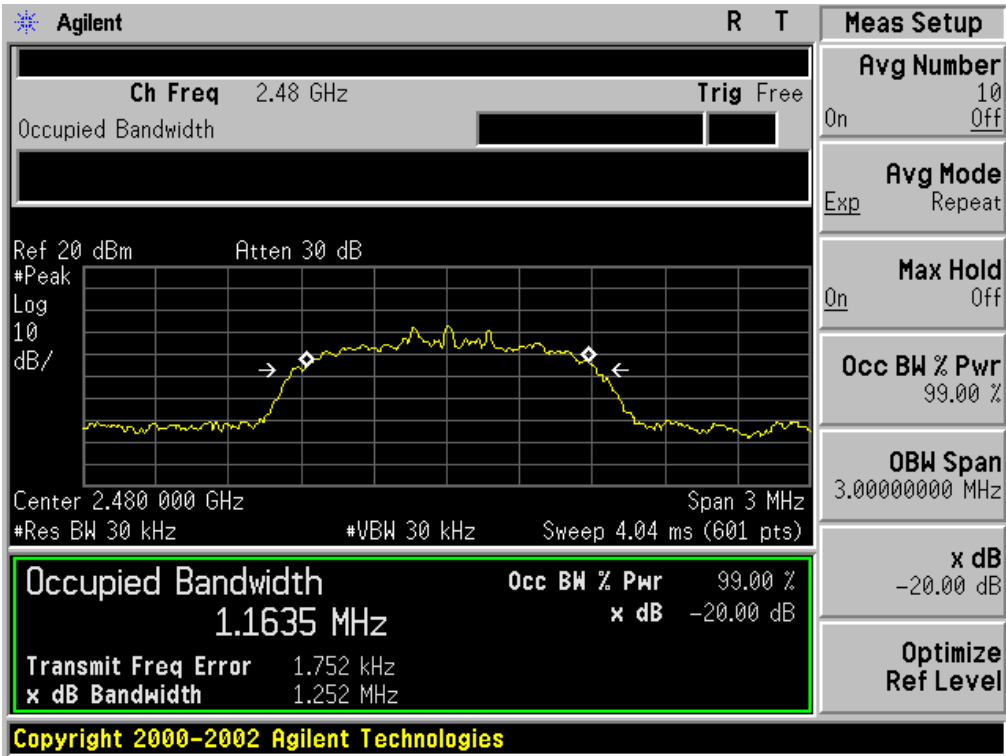 Agilent R T
Ch Freq 2.48 GHz Trig Free
Occupied Bandwidth
Ref 20 dBm Atten 30 dB
#Peak
Log
10
dB/
Center 2.480 000 GHz Span 3 MHz
#Res BW 30 kHz #VBW 30 kHz Sweep 4.04 ms (601 pts)
Occupied Bandwidth Occ BW % Pwr 99.00 %
1.1635 MHz x dB -20.00 dB
Transmit Freq Error 1.752 kHz
x dB Bandwidth 1.252 MHz
Copyright 2000-2002 Agilent Technologies
Meas Setup
Avg Number
10
On Off
Avg Mode
Exp Repeat
Max Hold
On Off
Occ BW % Pwr
99.00 %
OBW Span
3.00000000 MHz
x dB
-20.00 dB
Optimize
Ref Level